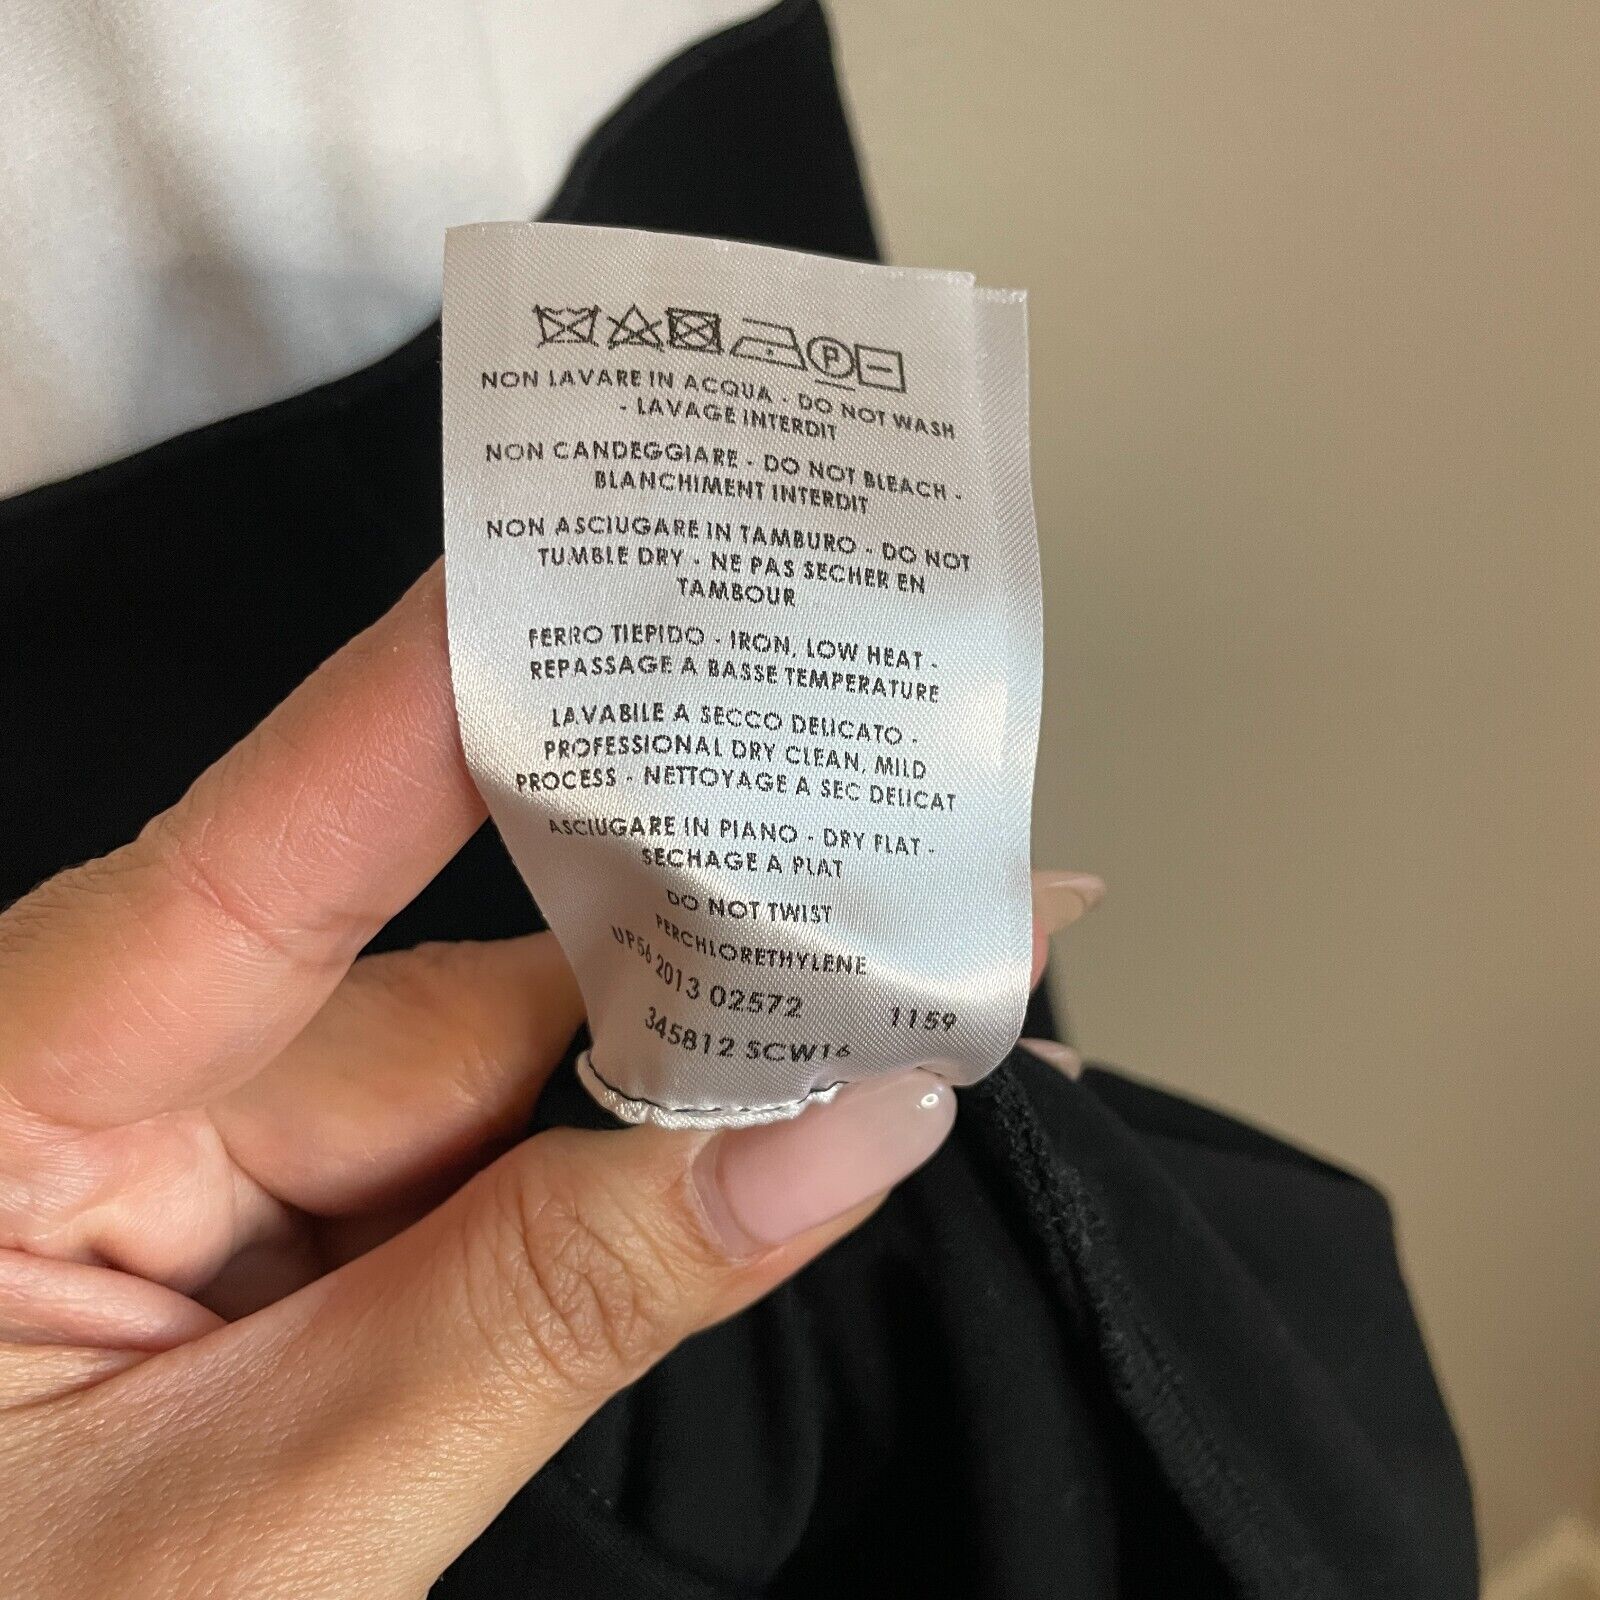 P
NON LAVARE IN ACQUA - DO NOT WASH
- LAVAGE INTERDIT
NON CANDEGGIARE - DO NOT BLEACH -
BLANCHIMENT INTERDIT
NON ASCIUGARE IN TAMBURO - DO NOT
TUMBLE DRY - NE PAS SECHER EN
TAMBOUR
FERRO TIEPIDO - IRON, LOW HEAT -
REPASSAGE A BASSE TEMPERATURE
LAVABILE A SECCO DELICATO -
PROFESSIONAL DRY CLEAN, MILD
PROCESS - NETTOYAGE A SEC DELICAT
ASCIUGARE IN PIANO - DRY FLAT -
SECHAGE A PLAT
DO NOT TWIST
PERCHLORETHYLENE
UP56 2013 02572 1159
345812 SCW16